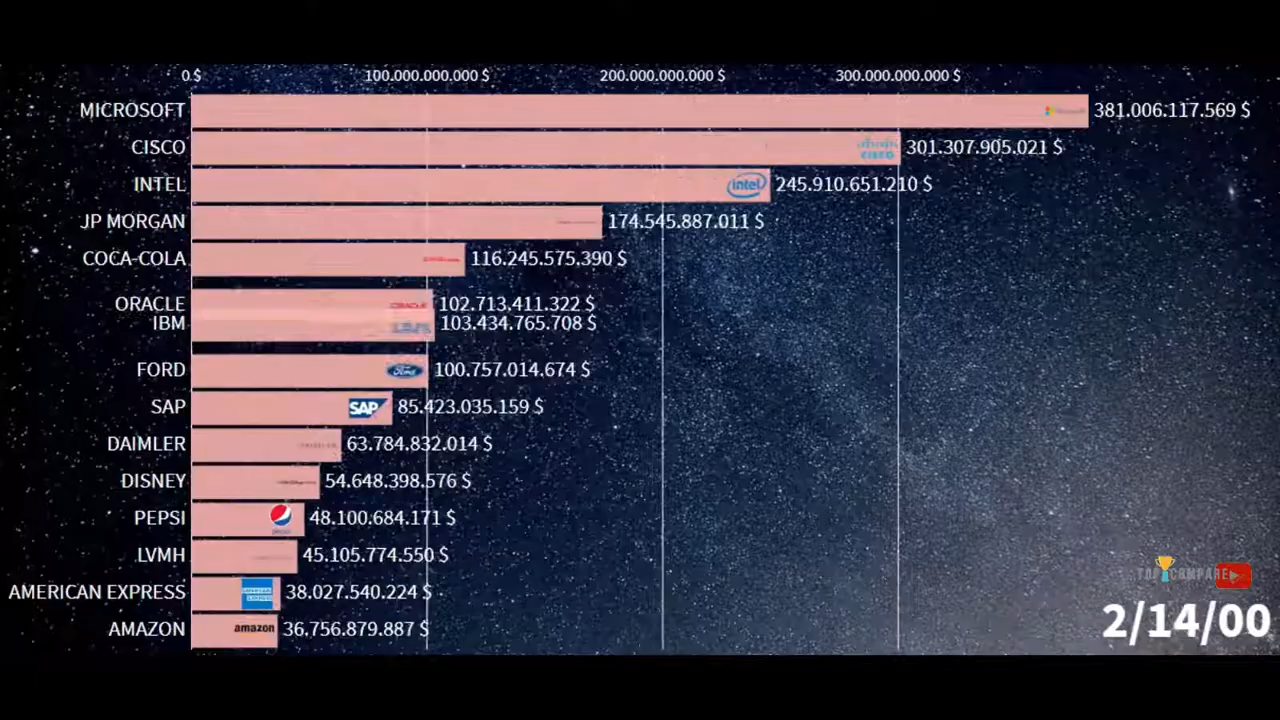 0 $ 100.000.000.000 $ 200.000.000.000 $ 300.000.000.000 $
MICROSOFT 381.006.117.569 $
CISCO CISCO 301.307.905.021 $
INTEL intel 245.910.651.210 $
JP MORGAN 174.545.887.011 $
COCA-COLA 116.245.575.390 $
ORACLE ORACLE 102.713.411.322 $
IBM IBM 103.434.765.708 $
FORD Ford 100.757.014.674 $
SAP SAP 85.423.035.159 $
DAIMLER 63.784.832.014 $
DISNEY 54.648.398.576 $
PEPSI 48.100.684.171 $
LVMH 45.105.774.550 $
AMERICAN EXPRESS AMERICAN EXPRESS 38.027.540.224 $
AMAZON amazon 36.756.879.887 $
TOP COMPARE
2/14/00